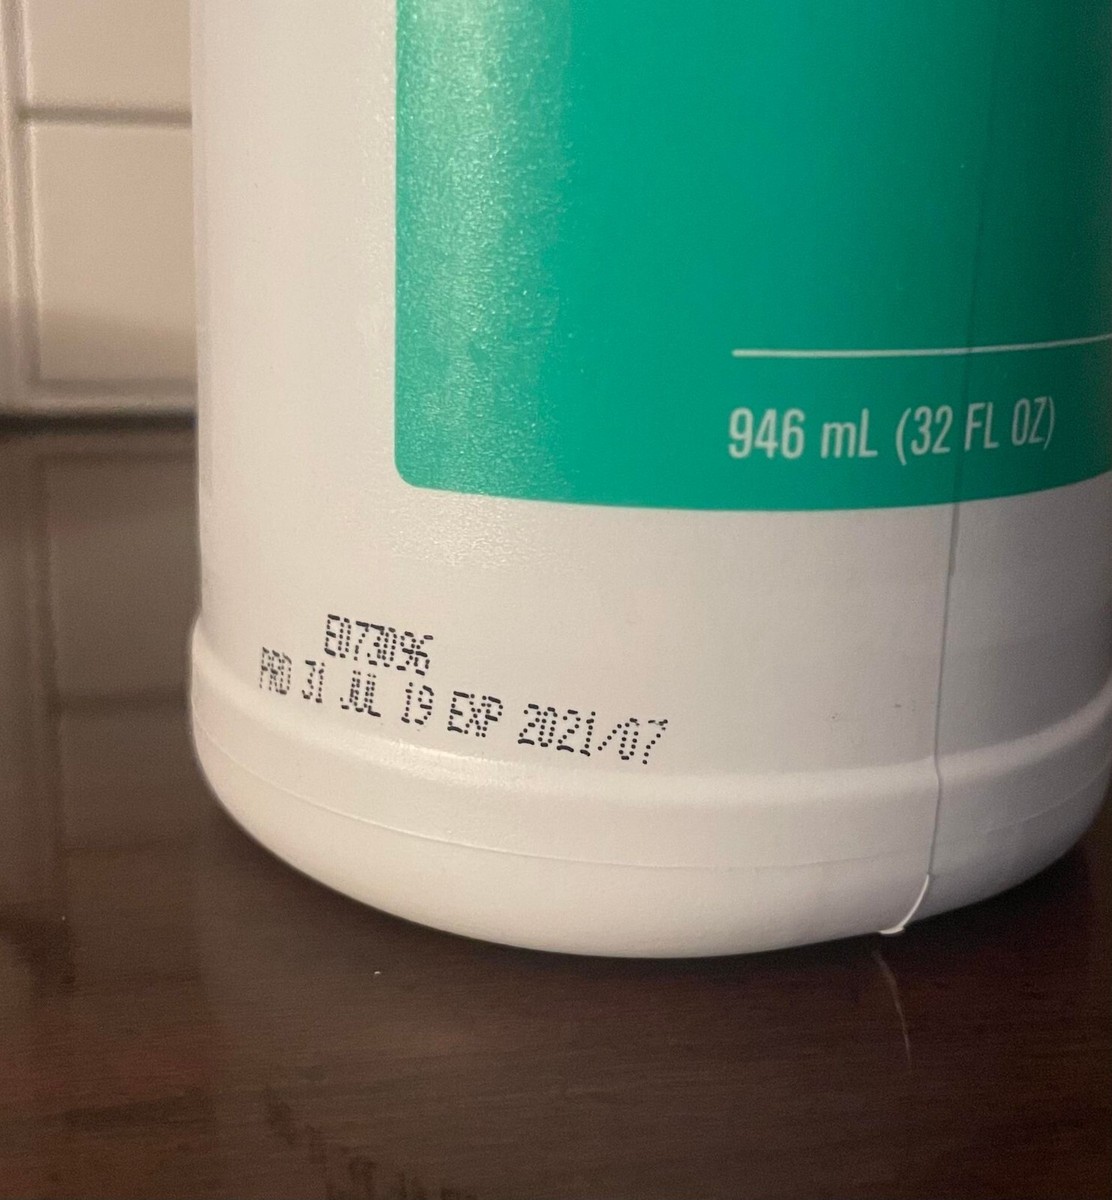 946 mL (32 FL OZ)
E073096
PRD 31 JUL 19 EXP 2021/07